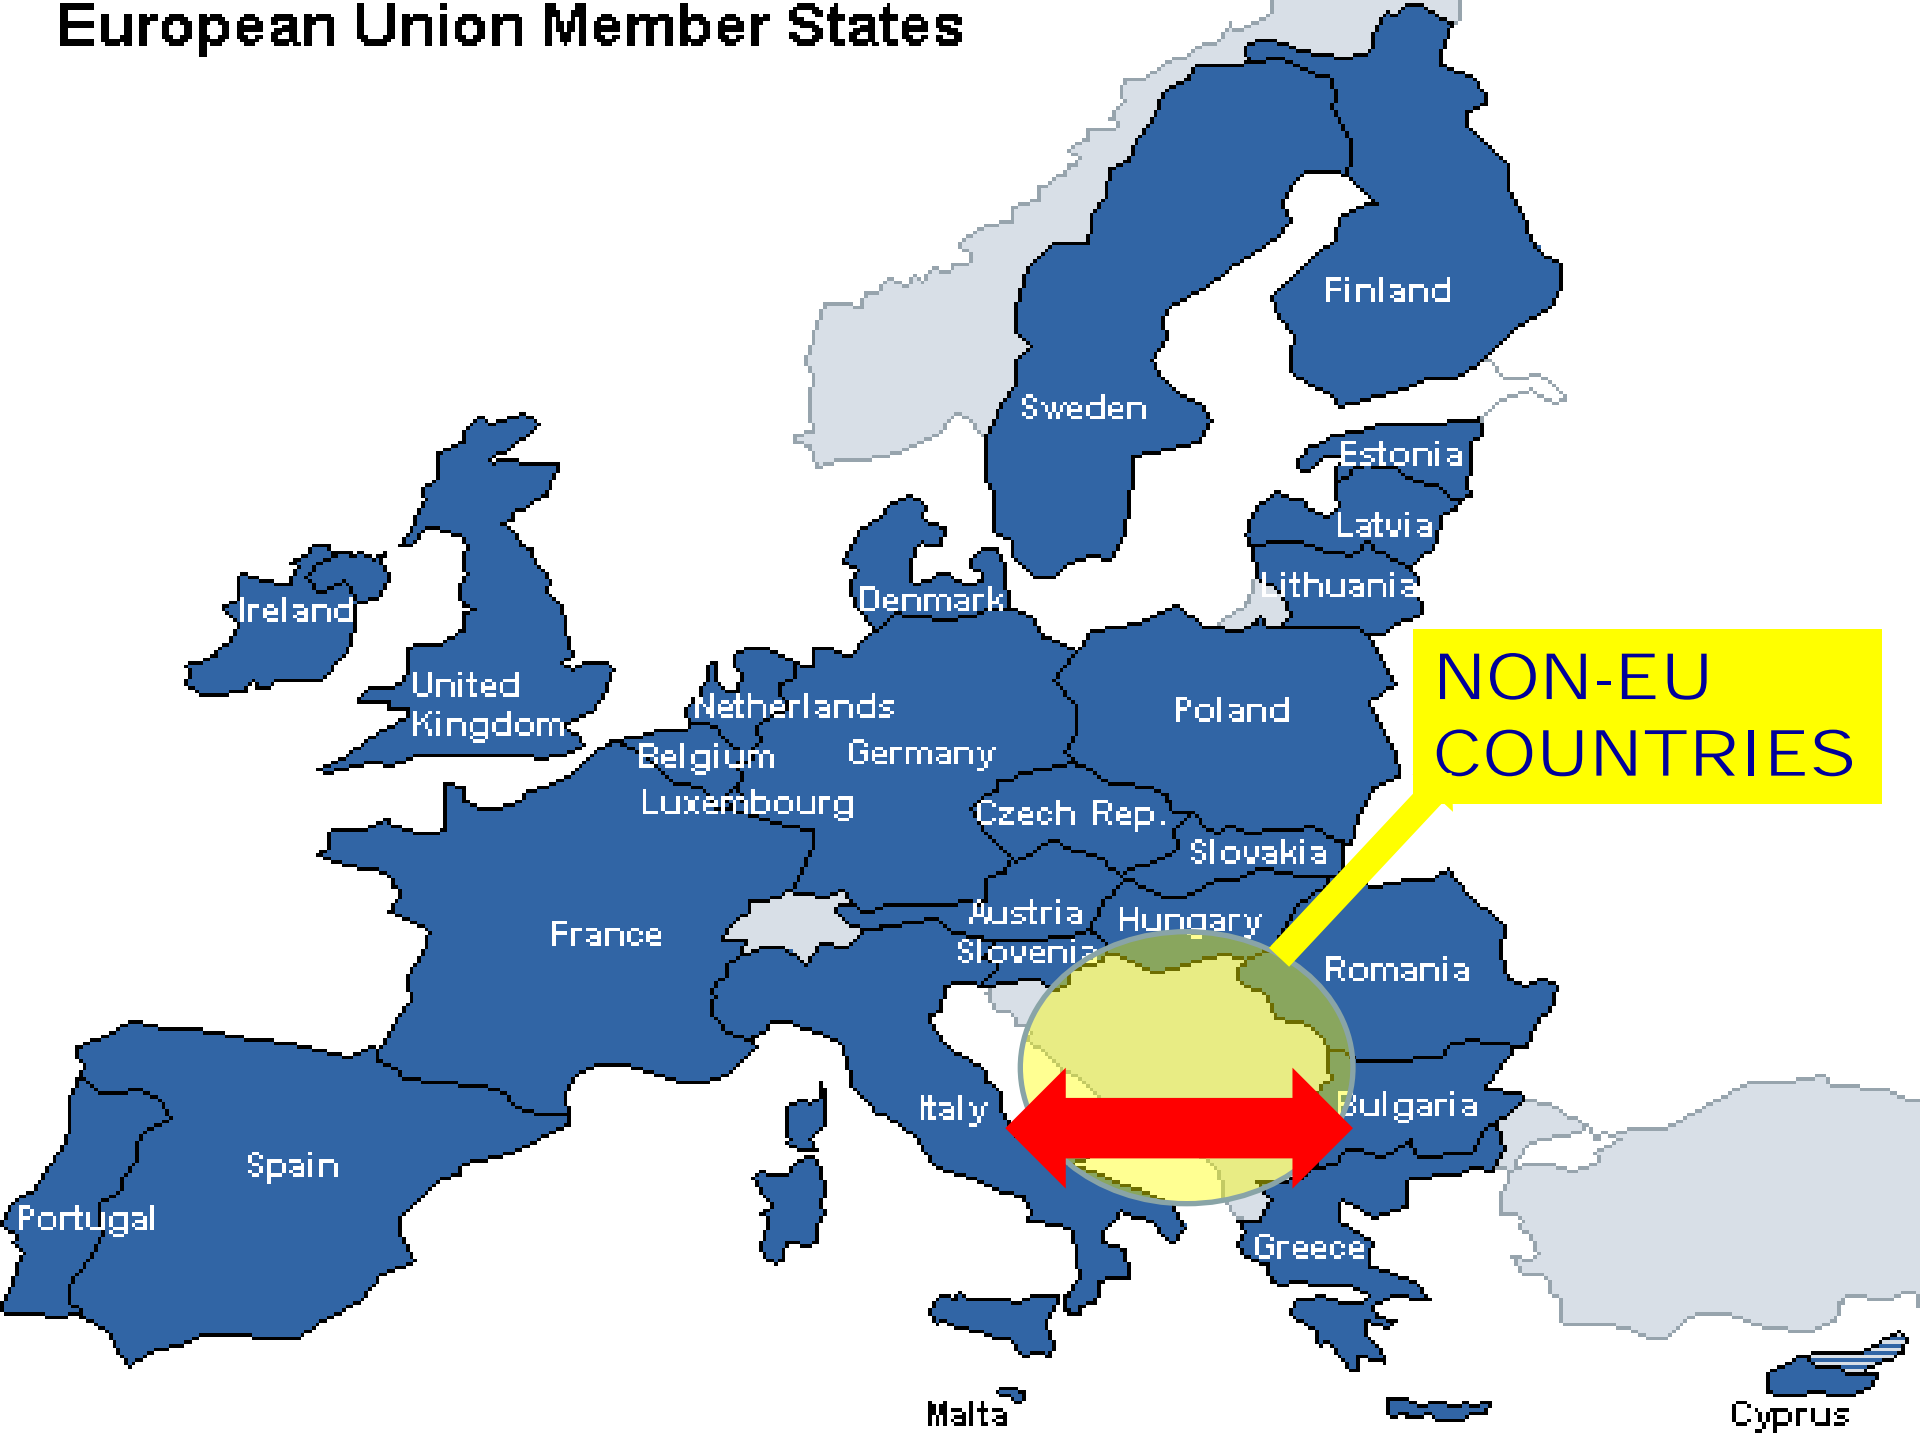 European Union Member States
Finland
Sweden
Estonia
Latvia
Lithuania
Denmark
Ireland
United
Kingdom
Netherlands
Belgium
Luxembourg
Germany
Poland
NON-EU
COUNTRIES
Czech Rep.
Slovakia
Austria
Hungary
Slovenia
France
Romania
Italy
Bulgaria
Spain
Portugal
Greece
Malta
Cyprus